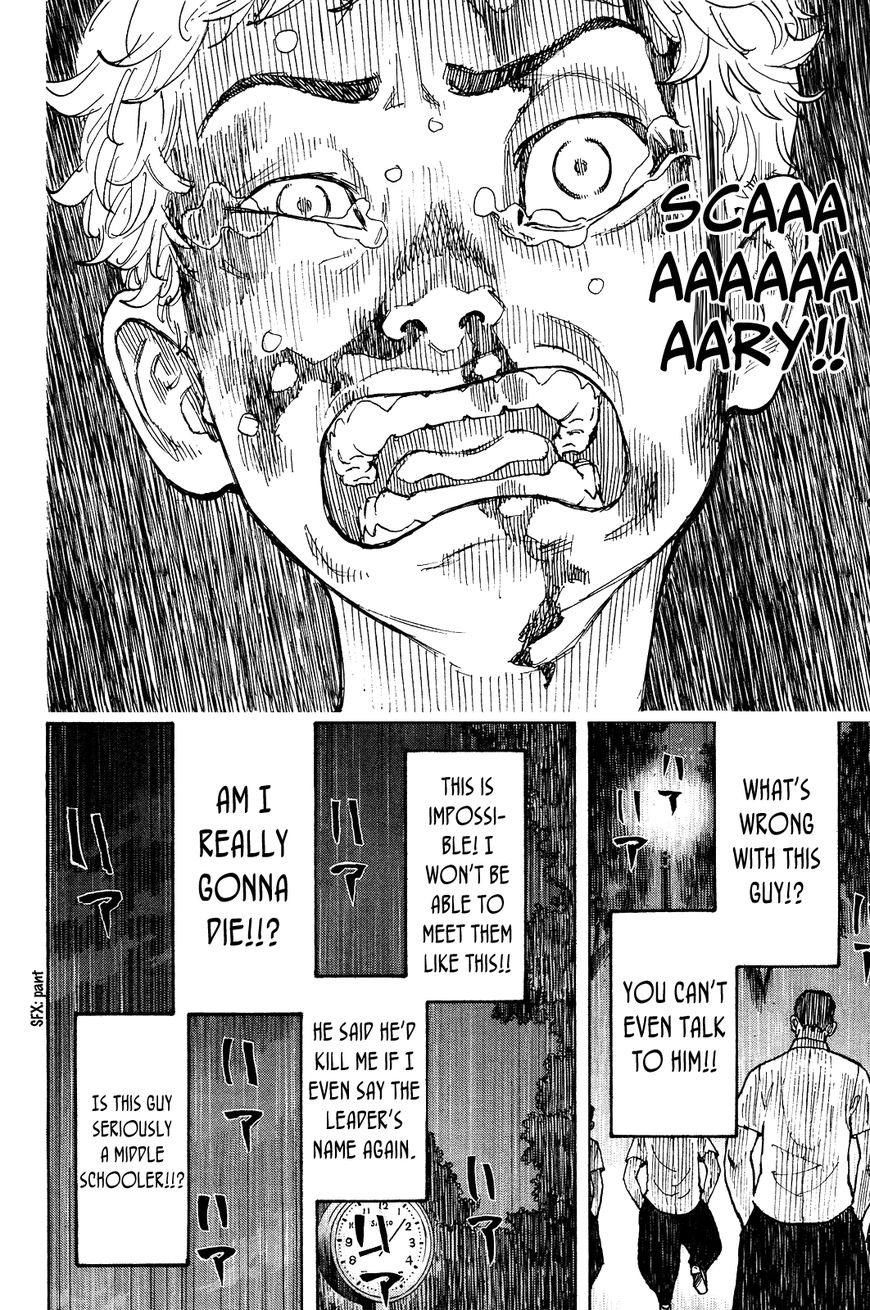 SCAAA
AAAAAA
AARY!!
WHAT'S
WRONG
WITH THIS
GUY!?
YOU CAN'T
EVEN TALK
TO HIM!!
THIS IS
IMPOSSI-
BLE! I
WON'T BE
ABLE TO
MEET THEM
LIKE THIS!!
HE SAID HE'D
KILL ME IF I
EVEN SAY THE
LEADER'S
NAME AGAIN.
AM I
REALLY
GONNA
DIE!!?
IS THIS GUY
SERIOUSLY
A MIDDLE
SCHOOLER!!?
SFX: pant
ハァ
ハァ
ハァ
ハァ
ハァ
ハァ